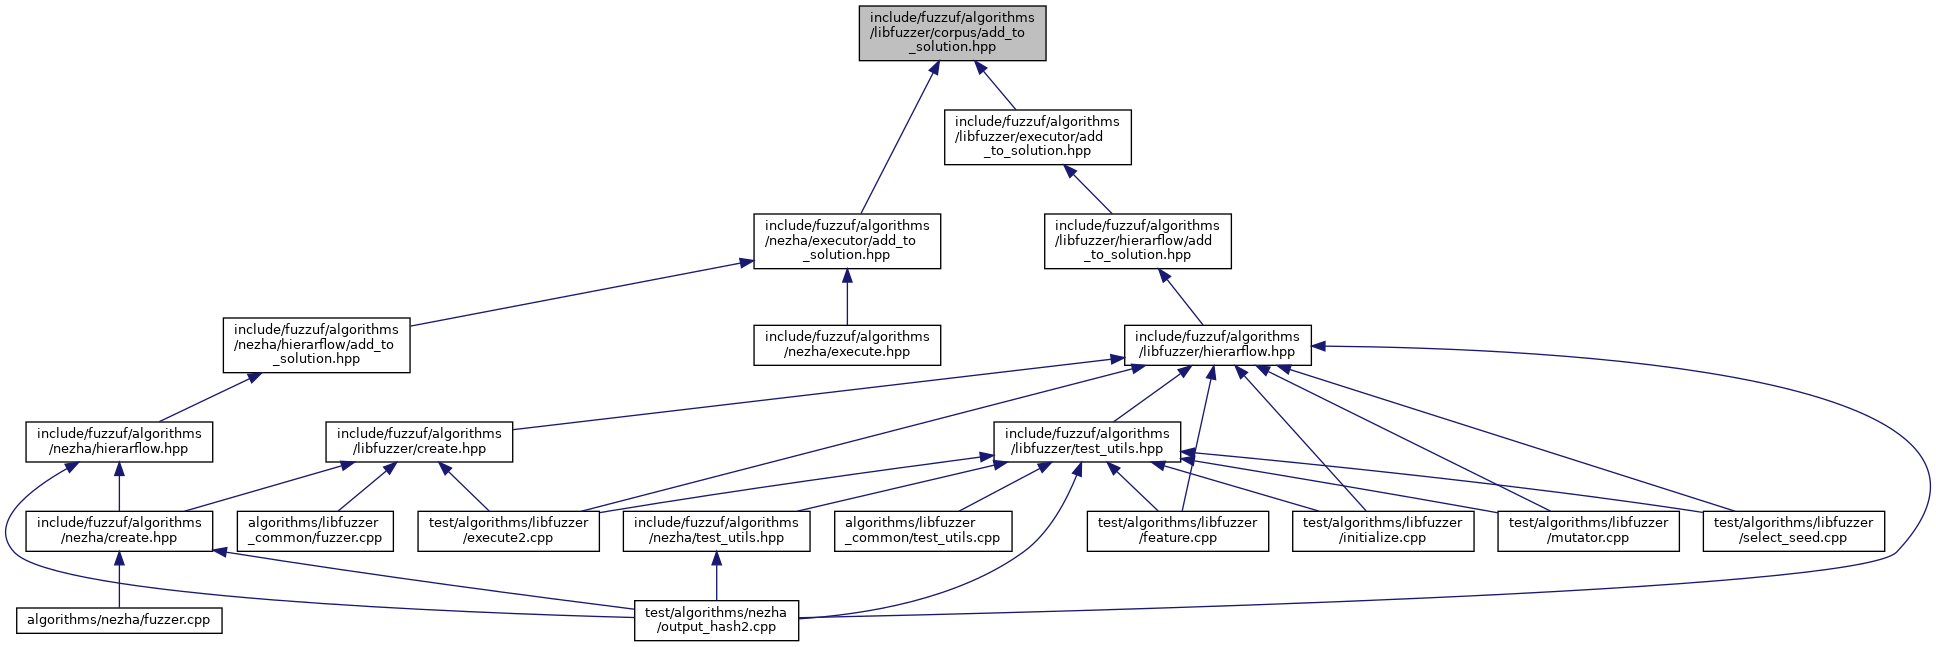 include/fuzzuf/algorithms
/libfuzzer/corpus/add_to
_solution.hpp
include/fuzzuf/algorithms
/libfuzzer/executor/add
_to_solution.hpp
include/fuzzuf/algorithms
/nezha/executor/add_to
_solution.hpp
include/fuzzuf/algorithms
/libfuzzer/hierarflow/add
_to_solution.hpp
include/fuzzuf/algorithms
/nezha/hierarflow/add_to
_solution.hpp
include/fuzzuf/algorithms
/nezha/execute.hpp
include/fuzzuf/algorithms
/libfuzzer/hierarflow.hpp
include/fuzzuf/algorithms
/nezha/hierarflow.hpp
include/fuzzuf/algorithms
/libfuzzer/create.hpp
include/fuzzuf/algorithms
/libfuzzer/test_utils.hpp
include/fuzzuf/algorithms
/nezha/create.hpp
algorithms/libfuzzer
_common/fuzzer.cpp
test/algorithms/libfuzzer
/execute2.cpp
include/fuzzuf/algorithms
/nezha/test_utils.hpp
algorithms/libfuzzer
_common/test_utils.cpp
test/algorithms/libfuzzer
/feature.cpp
test/algorithms/libfuzzer
/initialize.cpp
test/algorithms/libfuzzer
/mutator.cpp
test/algorithms/libfuzzer
/select_seed.cpp
algorithms/nezha/fuzzer.cpp
test/algorithms/nezha
/output_hash2.cpp